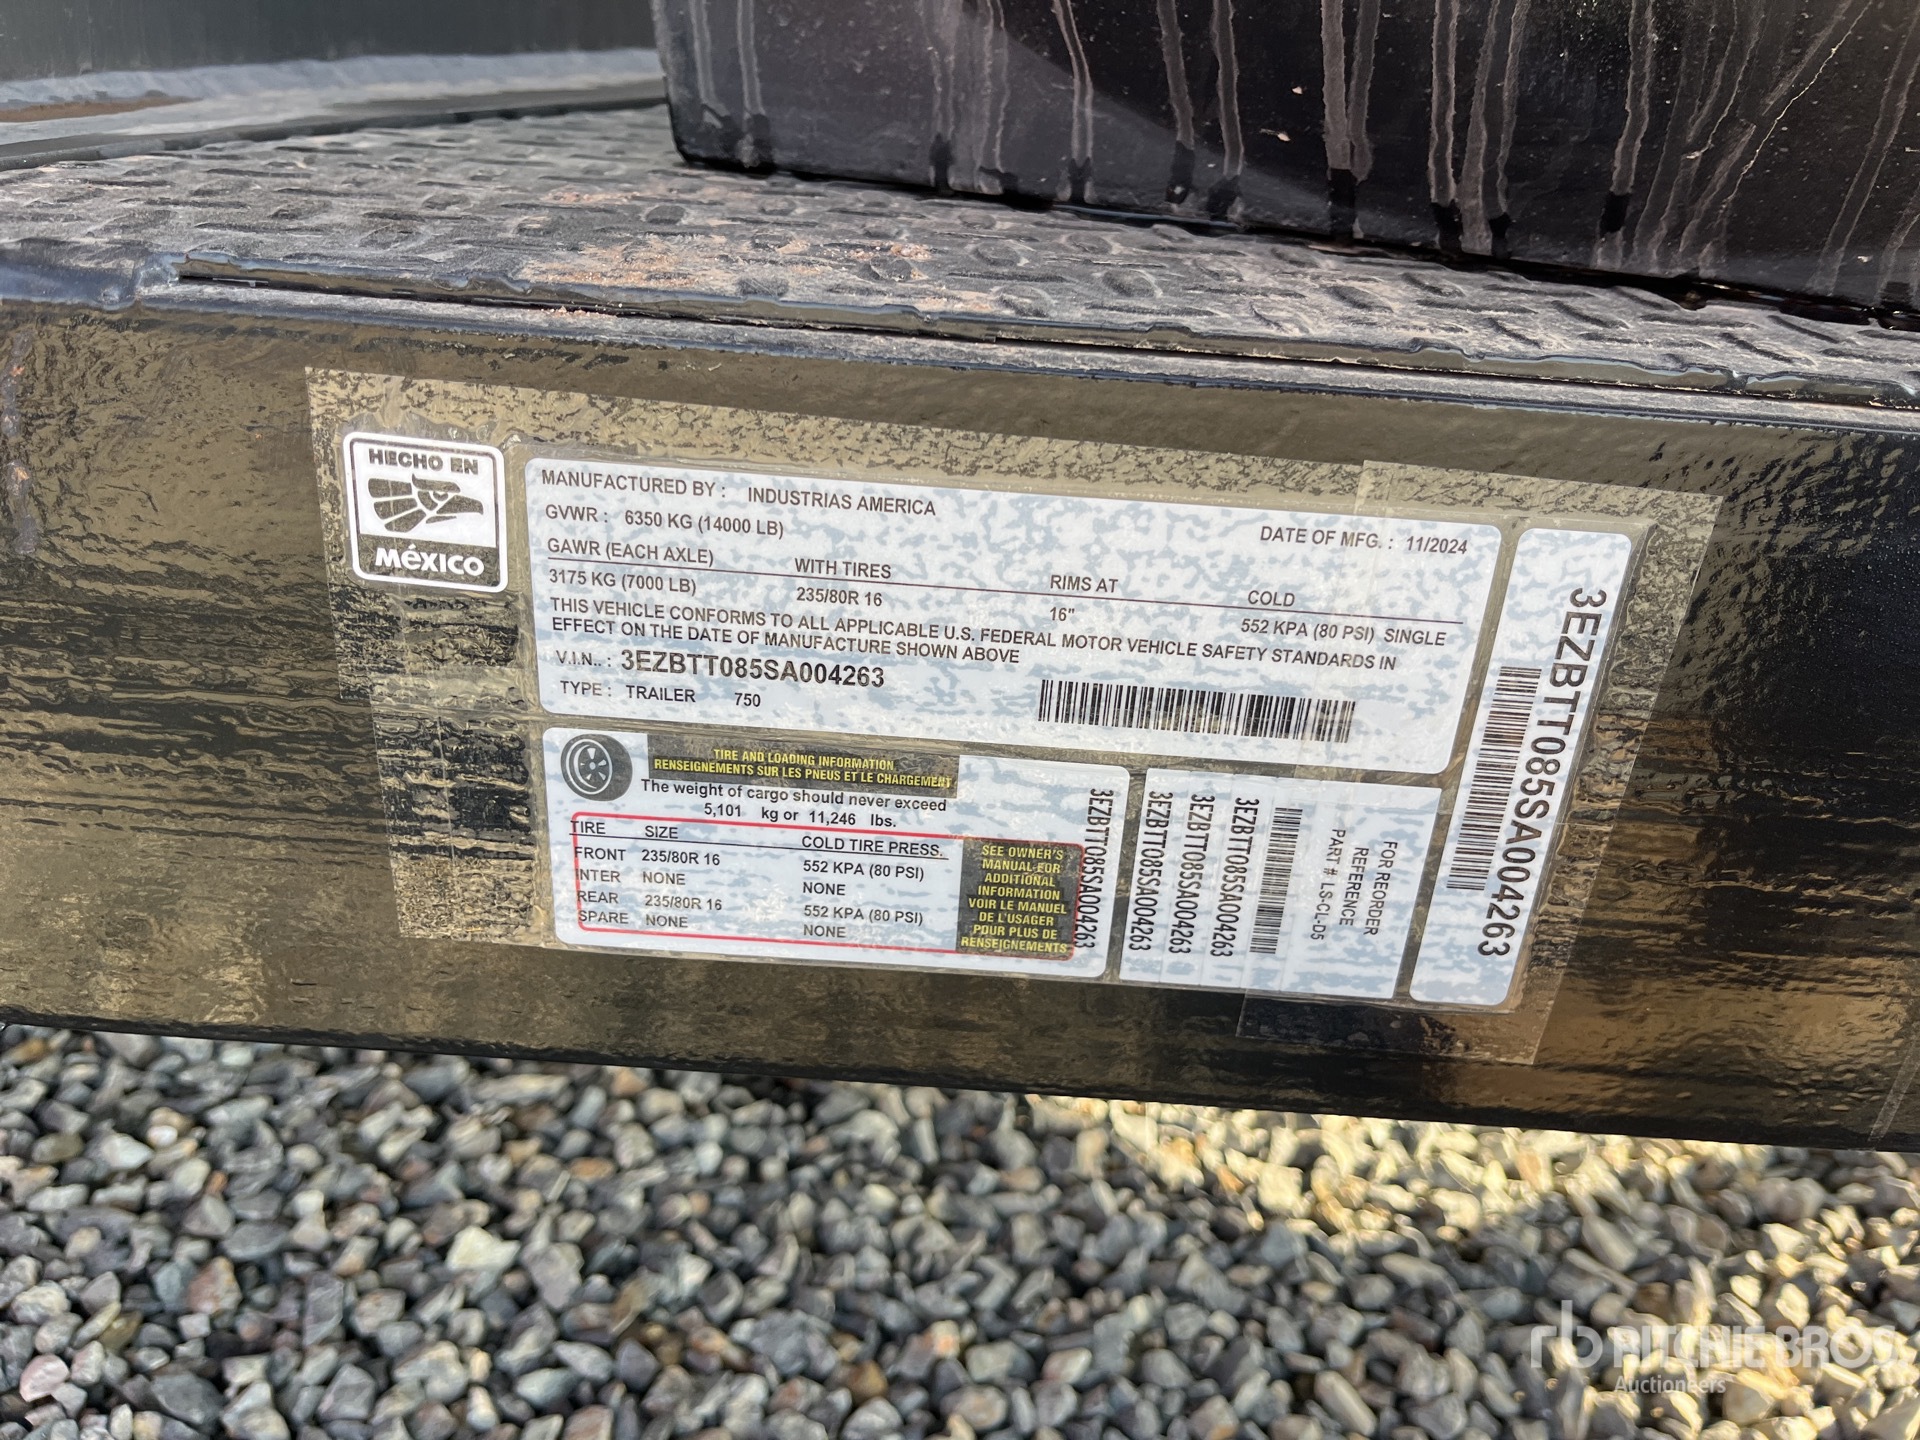 HECHO EN
MÉXICO
MANUFACTURED BY : INDUSTRIAS AMERICA
GVWR : 6350 KG (14000 LB)
DATE OF MFG. : 11/2024
GAWR (EACH AXLE) WITH TIRES RIMS AT COLD
3175 KG (7000 LB) 235/80R 16 16" 552 KPA (80 PSI) SINGLE
THIS VEHICLE CONFORMS TO ALL APPLICABLE U.S. FEDERAL MOTOR VEHICLE SAFETY STANDARDS IN
EFFECT ON THE DATE OF MANUFACTURE SHOWN ABOVE
V.I.N.. : 3EZBTT085SA004263
TYPE : TRAILER 750
TIRE AND LOADING INFORMATION
RENSEIGNEMENTS SUR LES PNEUS ET LE CHARGEMENT
The weight of cargo should never exceed
5,101 kg or 11,246 lbs.
TIRE SIZE COLD TIRE PRESS.
FRONT 235/80R 16 552 KPA (80 PSI)
INTER NONE NONE
REAR 235/80R 16 552 KPA (80 PSI)
SPARE NONE NONE
SEE OWNER'S
MANUAL FOR
ADDITIONAL
INFORMATION
VOIR LE MANUEL
DE L'USAGER
POUR PLUS DE
RENSEIGNEMENTS
3EZBTT085SA004263
3EZBTT085SA004263
3EZBTT085SA004263
3EZBTT085SA004263
FOR REORDER
REFERENCE
PART # LS-CL-D5
3EZBTT085SA004263
rb RITCHIE BROS.
Auctioneers